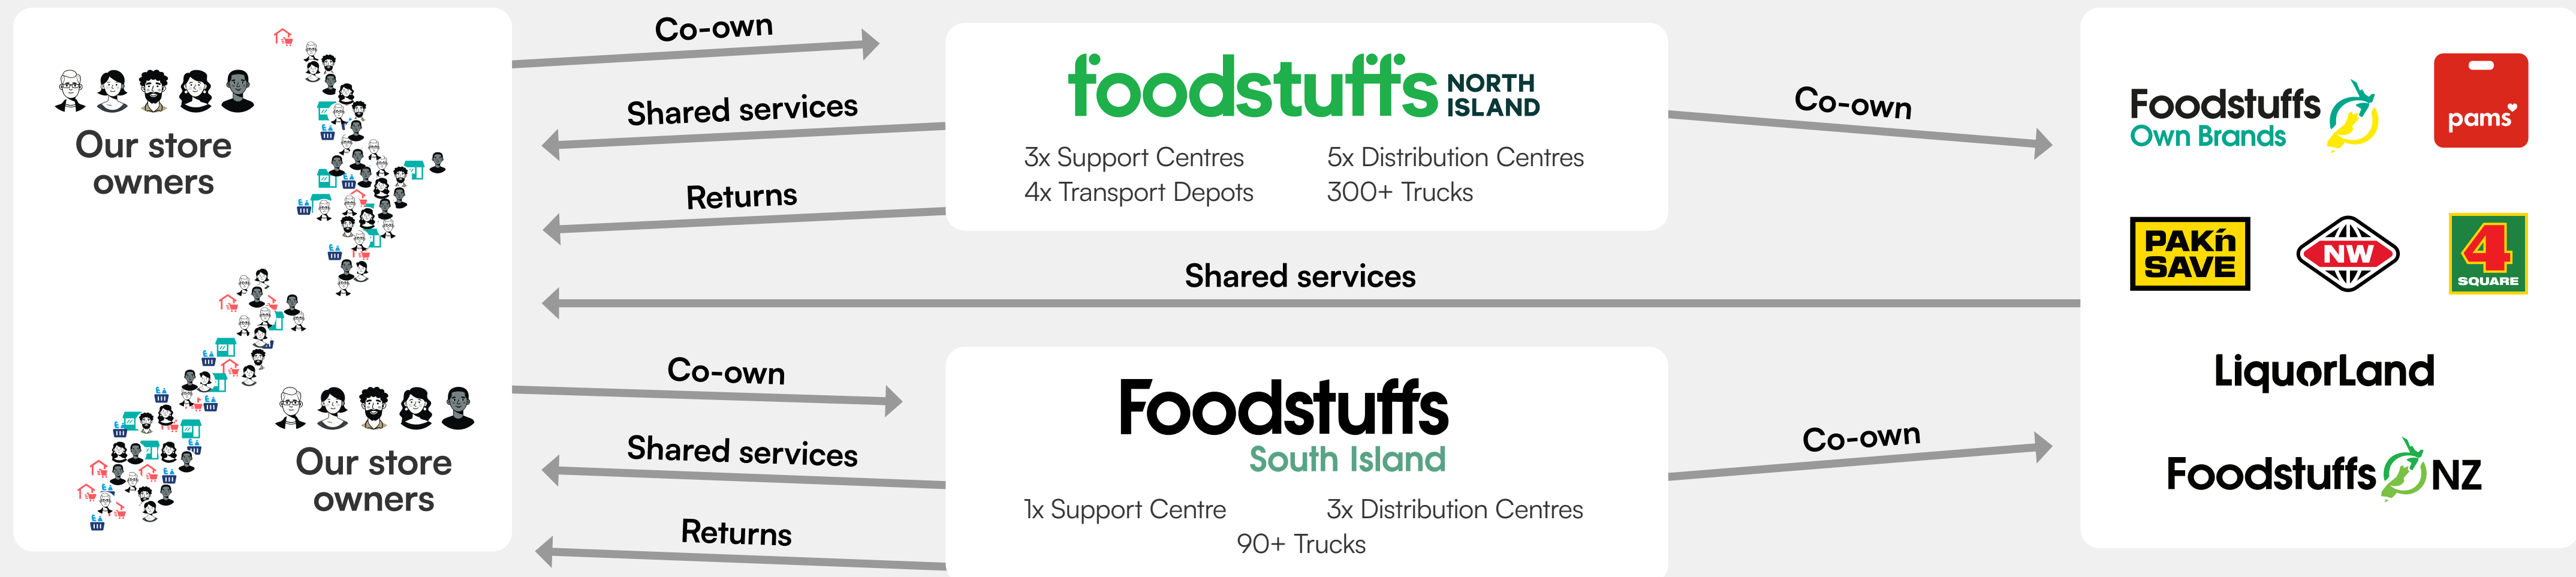 Our store
owners
Our store
owners
Co-own
Shared services
Returns
Shared services
Co-own
Shared services
Returns
foodstuffs NORTH
ISLAND
3x Support Centres
5x Distribution Centres
4x Transport Depots
300+ Trucks
Foodstuffs
South Island
1x Support Centre
3x Distribution Centres
90+ Trucks
Co-own
Co-own
Foodstuffs
Own Brands
pams
PAK'n
SAVE
NW
4
SQUARE
LiquorLand
Foodstuffs NZ